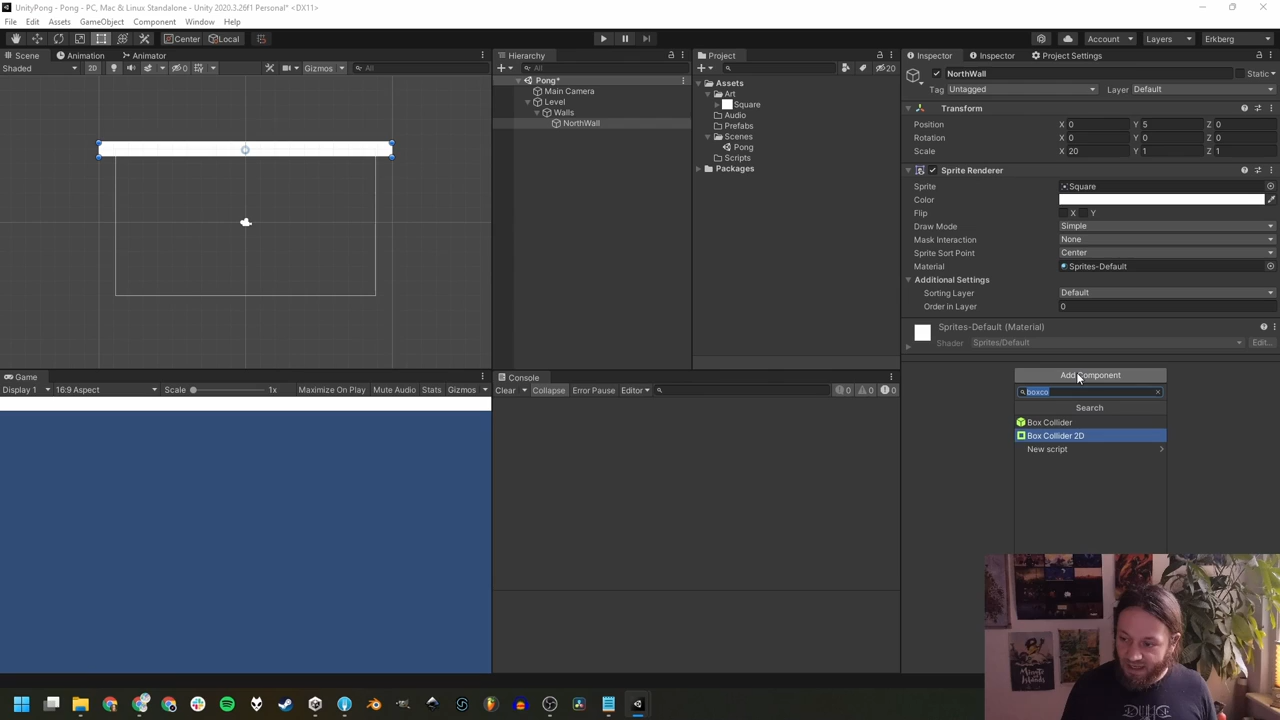 UnityPong - Pong - PC, Mac & Linux Standalone - Unity 2020.3.26f1 Personal* <DX11>
File Edit Assets GameObject Component Window Help
Center Local Account Layers Erkberg
Scene Animation Animator
Shaded 2D 0 Gizmos All
Hierarchy
All
Pong*
Main Camera
Level
Walls
NorthWall
Project
20
Assets
Art
Square
Audio
Prefabs
Scenes
Pong
Scripts
Packages
Inspector Inspector Project Settings
NorthWall Static
Tag Untagged Layer Default
Transform
Position X 0 Y 5 Z 0
Rotation X 0 Y 0 Z 0
Scale X 20 Y 1 Z 1
Sprite Renderer
Sprite Square
Color
Flip X Y
Draw Mode Simple
Mask Interaction None
Sprite Sort Point Center
Material Sprites-Default
Additional Settings
Sorting Layer Default
Order in Layer 0
Sprites-Default (Material)
Shader Sprites/Default Edit...
Add Component
boxco
Search
Box Collider
Box Collider 2D
New script
Game
Display 1 16:9 Aspect Scale 1x Maximize On Play Mute Audio Stats Gizmos
Console
Clear Collapse Error Pause Editor 0 0 0